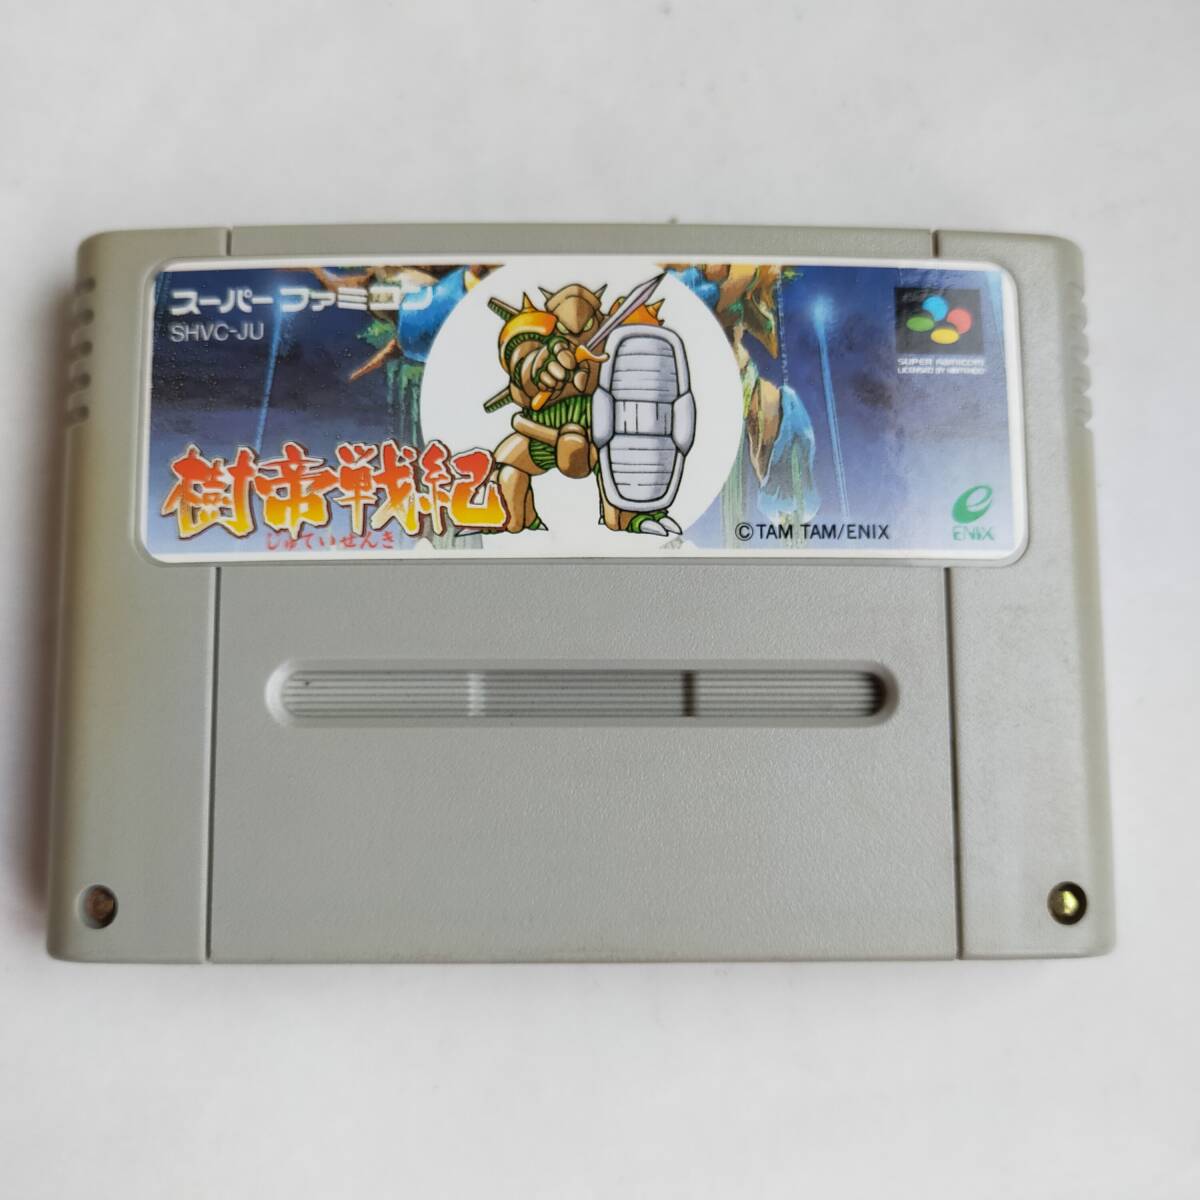 スーパーファミコン
SHVC-JU
SUPER FAMICOM
LICENSED BY NINTENDO
樹帝戦紀
じゅていせんき
©TAM TAM/ENIX
e
ENIX